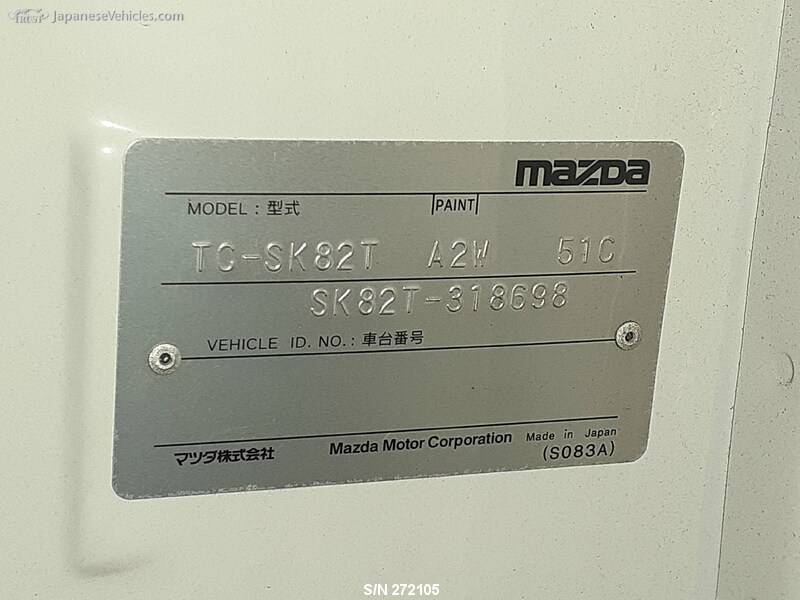 TRUST JapaneseVehicles.com
mazda
MODEL : 型式 PAINT
TC-SK82T A2W 51C
SK82T-318698
VEHICLE ID. NO. : 車台番号
マツダ株式会社 Mazda Motor Corporation Made in Japan
(S083A)
S/N 272105